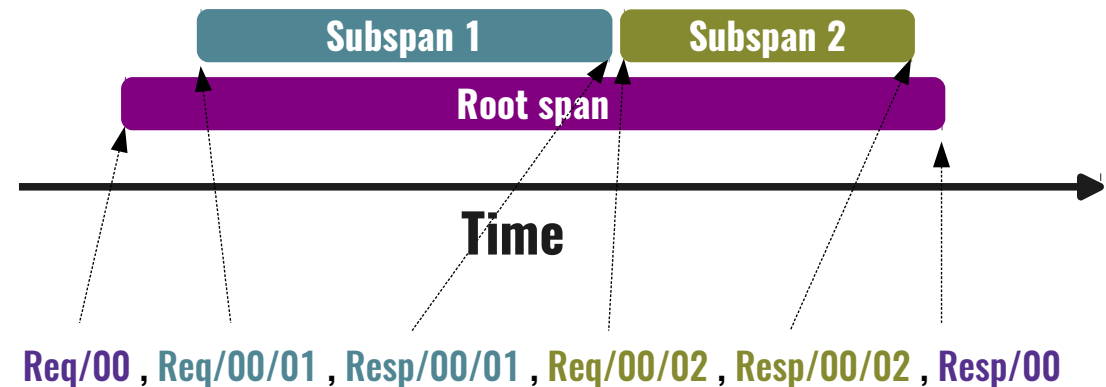 Subspan 1 Subspan 2
Root span
Time
Req/00 , Req/00/01 , Resp/00/01 , Req/00/02 , Resp/00/02 , Resp/00